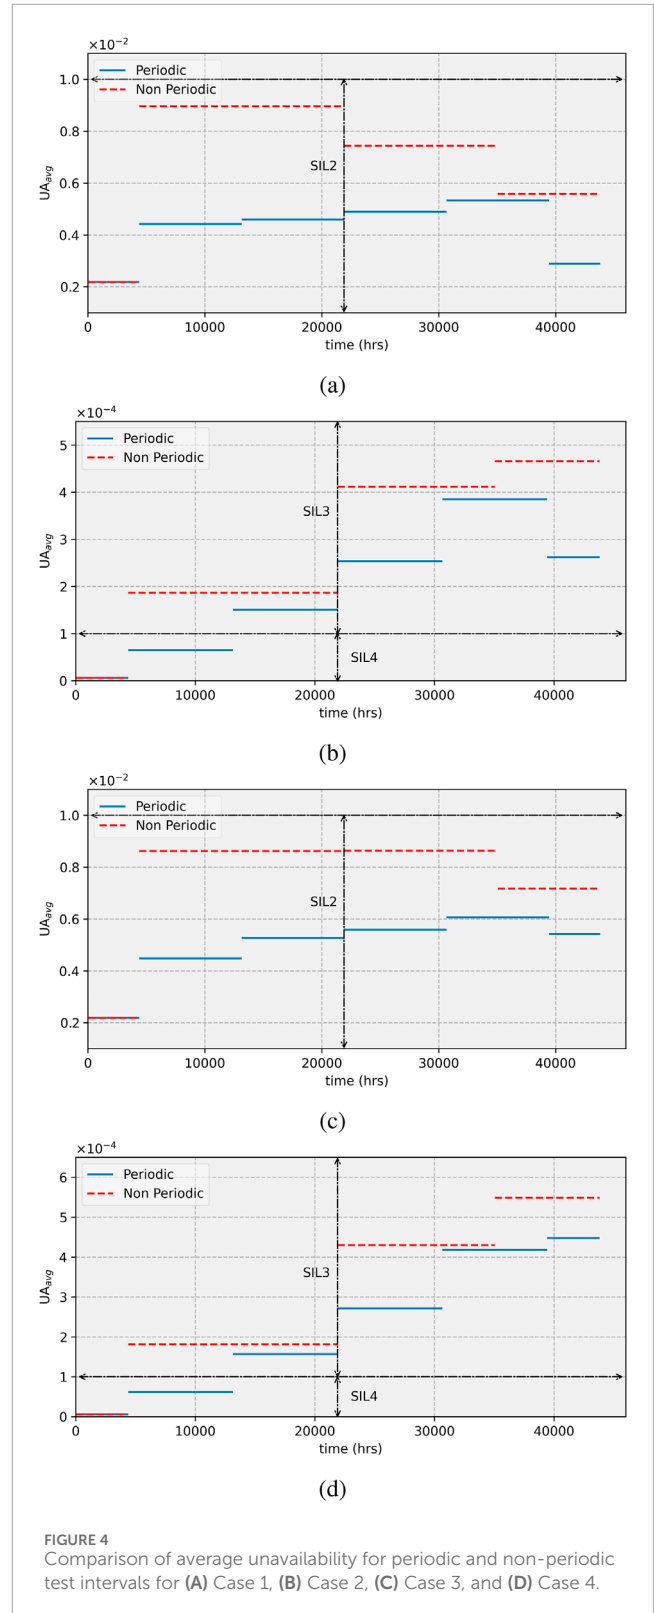 ×10⁻²
Periodic
Non Periodic
1.0
0.8
0.6
0.4
0.2
UAavg
SIL2
0 10000 20000 30000 40000
time (hrs)
(a)
×10⁻⁴
Periodic
Non Periodic
5
4
3
2
1
0
UAavg
SIL3
SIL4
0 10000 20000 30000 40000
time (hrs)
(b)
×10⁻²
Periodic
Non Periodic
1.0
0.8
0.6
0.4
0.2
UAavg
SIL2
0 10000 20000 30000 40000
time (hrs)
(c)
×10⁻⁴
Periodic
Non Periodic
6
5
4
3
2
1
0
UAavg
SIL3
SIL4
0 10000 20000 30000 40000
time (hrs)
(d)
FIGURE 4
Comparison of average unavailability for periodic and non-periodic
test intervals for (A) Case 1, (B) Case 2, (C) Case 3, and (D) Case 4.